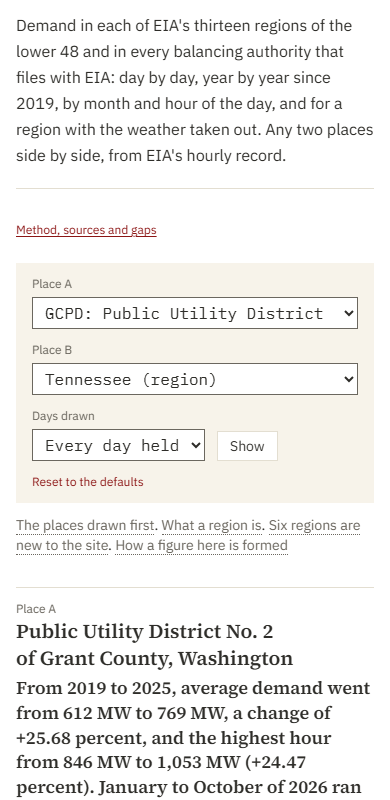 Demand in each of EIA's thirteen regions of the
lower 48 and in every balancing authority that
files with EIA: day by day, year by year since
2019, by month and hour of the day, and for a
region with the weather taken out. Any two places
side by side, from EIA's hourly record.
Method, sources and gaps
Place A
GCPD: Public Utility District
Place B
Tennessee (region)
Days drawn
Every day held
Show
Reset to the defaults
The places drawn first. What a region is. Six regions are
new to the site. How a figure here is formed
Place A
Public Utility District No. 2
of Grant County, Washington
From 2019 to 2025, average demand went
from 612 MW to 769 MW, a change of
+25.68 percent, and the highest hour
from 846 MW to 1,053 MW (+24.47
percent). January to October of 2026 ran